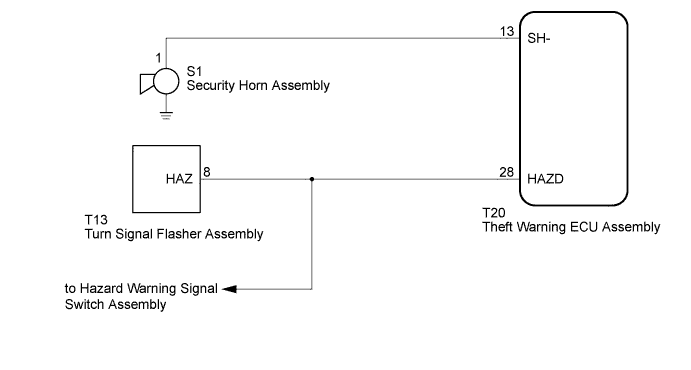 13 SH-
1
S1
Security Horn Assembly
HAZ 8
28 HAZD
T13
Turn Signal Flasher Assembly
T20
Theft Warning ECU Assembly
to Hazard Warning Signal
Switch Assembly